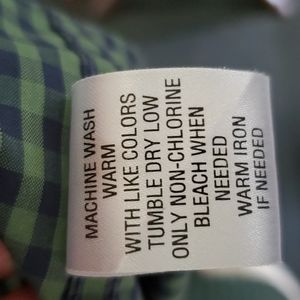 MACHINE WASH
WARM
WITH LIKE COLORS
TUMBLE DRY LOW
ONLY NON-CHLORINE
BLEACH WHEN
NEEDED
WARM IRON
IF NEEDED